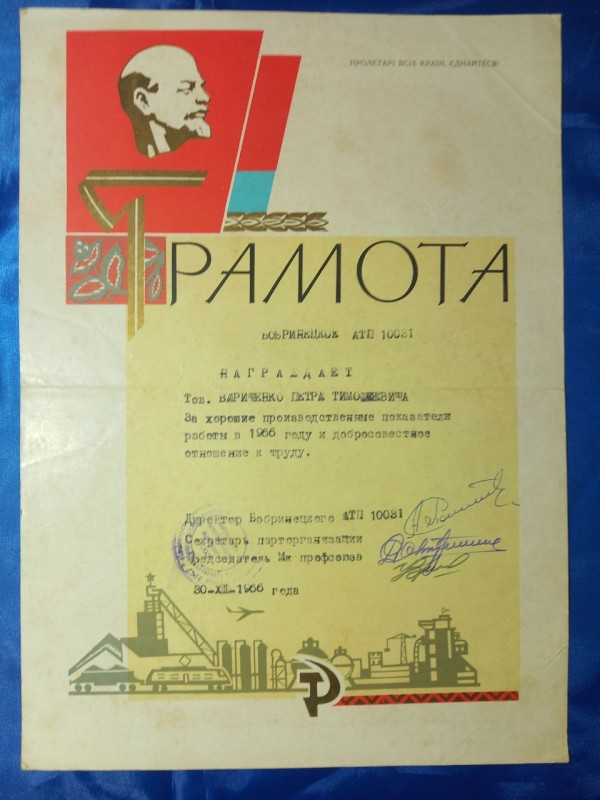 ПРОЛЕТАРІ ВСІХ КРАЇН, ЄДНАЙТЕСЯ!
ГРАМОТА
БОБРИНЕЦКОЕ АТП 10031
НАГРАЖДАЕТ
Тов. ВАРИЧЕНКО ПЕТРА ТИМОФЕЕВИЧА
За хорошие производственные показатели
работы в 1966 году и добросовестное
отношение к труду.
Директор Бобринецкого АТП 10031
Секретарь парторганизации
Председатель Мк профсоюза
30-XII-1966 года